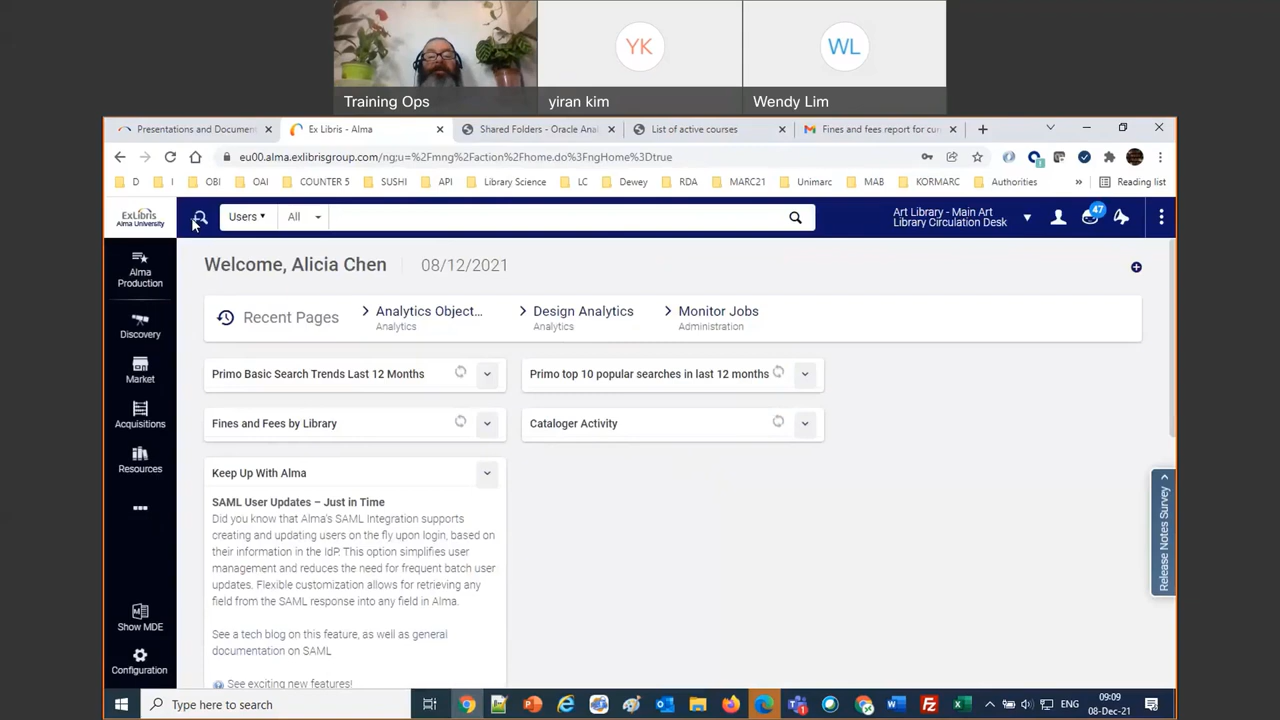 YK
WL
Training Ops
yiran kim
Wendy Lim
Presentations and Document
Ex Libris - Alma
Shared Folders - Oracle Anal
List of active courses
Fines and fees report for cur
eu00.alma.exlibrisgroup.com/ng:u=%2Fmng%2Faction%2Fhome.do%3FngHome%3Dtrue
D
I
OBI
OAI
COUNTER 5
SUSHI
API
Library Science
LC
Dewey
RDA
MARC21
Unimarc
MAB
KORMARC
Authorities
»
Reading list
ExLibris
Alma University
Users
All
Art Library - Main Art
Library Circulation Desk
47
Alma
Production
Discovery
Market
Acquisitions
Resources
Show MDE
Configuration
Welcome, Alicia Chen
08/12/2021
Recent Pages
Analytics Object...
Analytics
Design Analytics
Analytics
Monitor Jobs
Administration
Primo Basic Search Trends Last 12 Months
Primo top 10 popular searches in last 12 months
Fines and Fees by Library
Cataloger Activity
Keep Up With Alma
SAML User Updates – Just in Time
Did you know that Alma's SAML Integration supports
creating and updating users on the fly upon login, based on
their information in the IdP. This option simplifies user
management and reduces the need for frequent batch user
updates. Flexible customization allows for retrieving any
field from the SAML response into any field in Alma.
See a tech blog on this feature, as well as general
documentation on SAML
See exciting new features!
Release Notes Survey
Type here to search
ENG
09:09
08-Dec-21